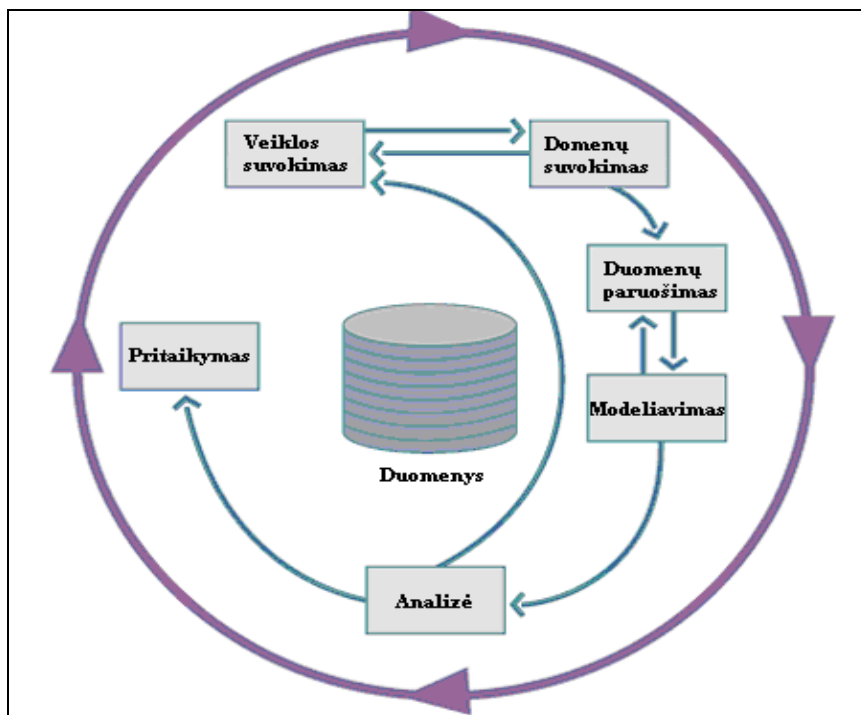 Veiklos
suvokimas
Domenų
suvokimas
Duomenų
paruošimas
Pritaikymas
Modeliavimas
Duomenys
Analizė